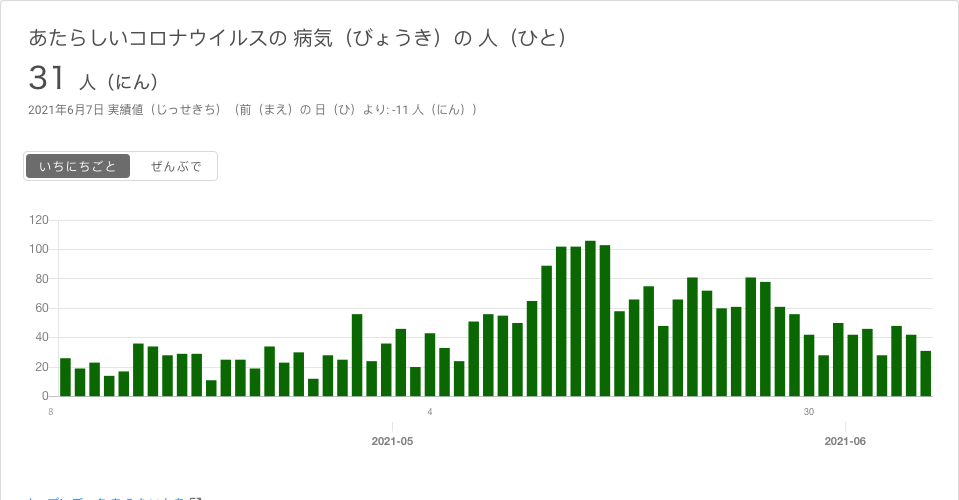 あたらしいコロナウイルスの 病気（びょうき）の 人（ひと）
31 人（にん）
2021年6月7日 実績値（じっせきち）（前（まえ）の 日（ひ）より: -11 人（にん））
いちにちごと ぜんぶで
120
100
80
60
40
20
0
8 4 30
2021-05 2021-06